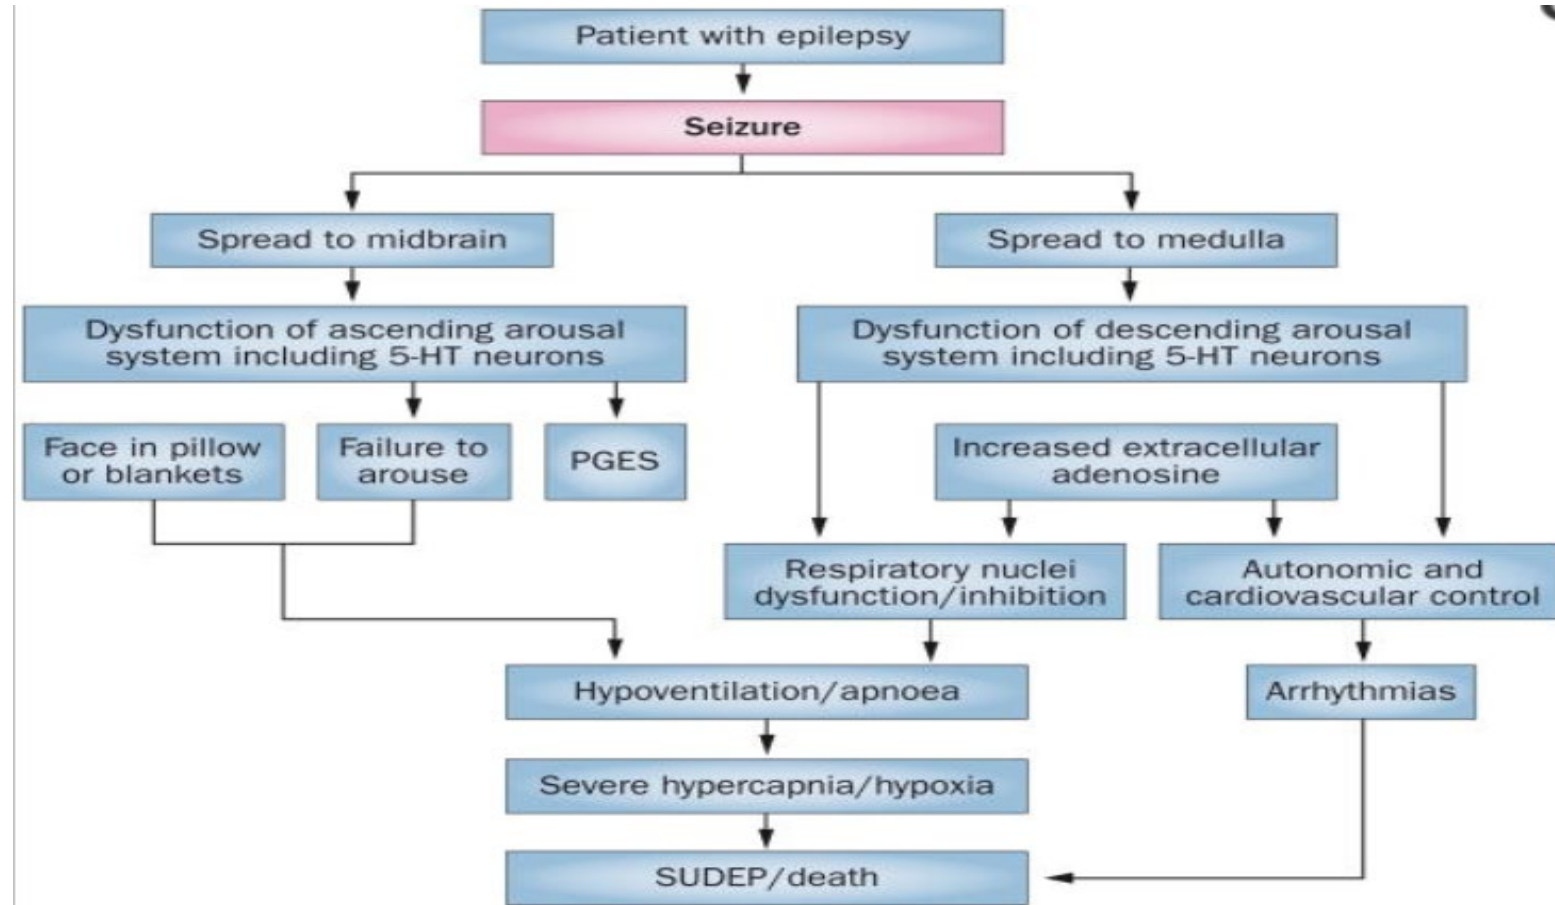 Patient with epilepsy
Seizure
Spread to midbrain
Spread to medulla
Dysfunction of ascending arousal
system including 5-HT neurons
Dysfunction of descending arousal
system including 5-HT neurons
Face in pillow
or blankets
Failure to
arouse
PGES
Increased extracellular
adenosine
Respiratory nuclei
dysfunction/inhibition
Autonomic and
cardiovascular control
Hypoventilation/apnoea
Arrhythmias
Severe hypercapnia/hypoxia
SUDEP/death